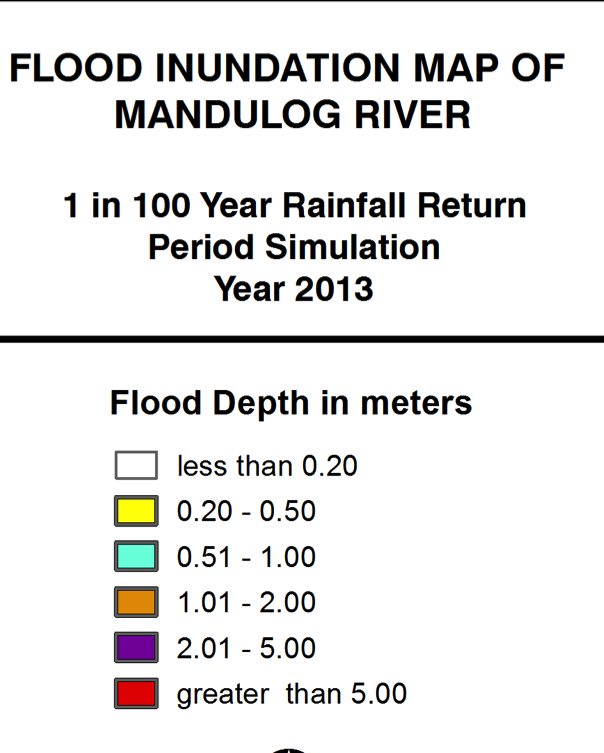 FLOOD INUNDATION MAP OF
MANDULOG RIVER
1 in 100 Year Rainfall Return
Period Simulation
Year 2013
Flood Depth in meters
less than 0.20
0.20 - 0.50
0.51 - 1.00
1.01 - 2.00
2.01 - 5.00
greater  than 5.00